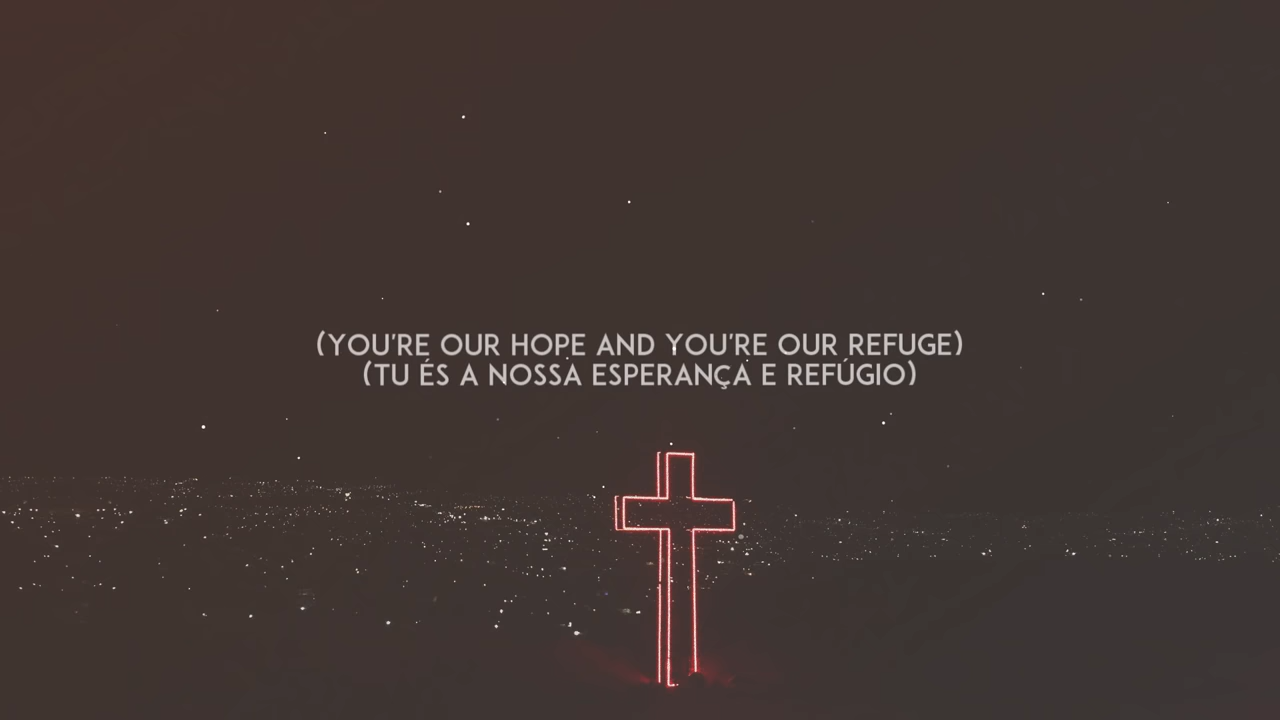 (YOU'RE OUR HOPE AND YOU'RE OUR REFUGE)
(TU ÉS A NOSSA ESPERANÇA E REFÚGIO)